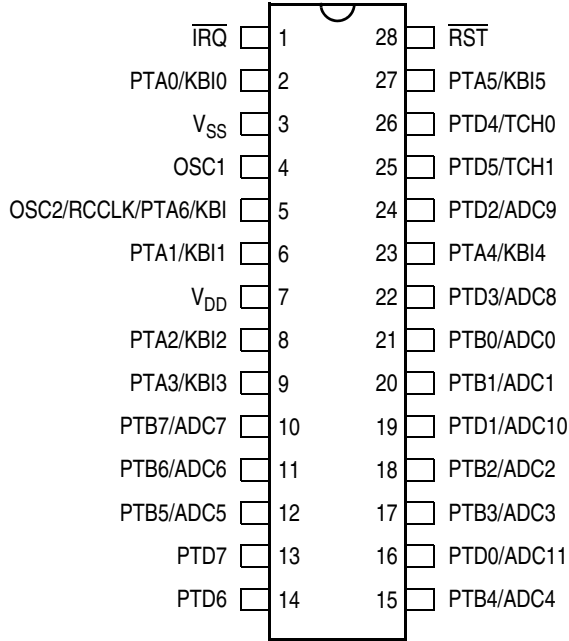 I̅R̅Q̅ 1 28 R̅S̅T̅
PTA0/KBI0 2 27 PTA5/KBI5
VSS 3 26 PTD4/TCH0
OSC1 4 25 PTD5/TCH1
OSC2/RCCLK/PTA6/KBI 5 24 PTD2/ADC9
PTA1/KBI1 6 23 PTA4/KBI4
VDD 7 22 PTD3/ADC8
PTA2/KBI2 8 21 PTB0/ADC0
PTA3/KBI3 9 20 PTB1/ADC1
PTB7/ADC7 10 19 PTD1/ADC10
PTB6/ADC6 11 18 PTB2/ADC2
PTB5/ADC5 12 17 PTB3/ADC3
PTD7 13 16 PTD0/ADC11
PTD6 14 15 PTB4/ADC4